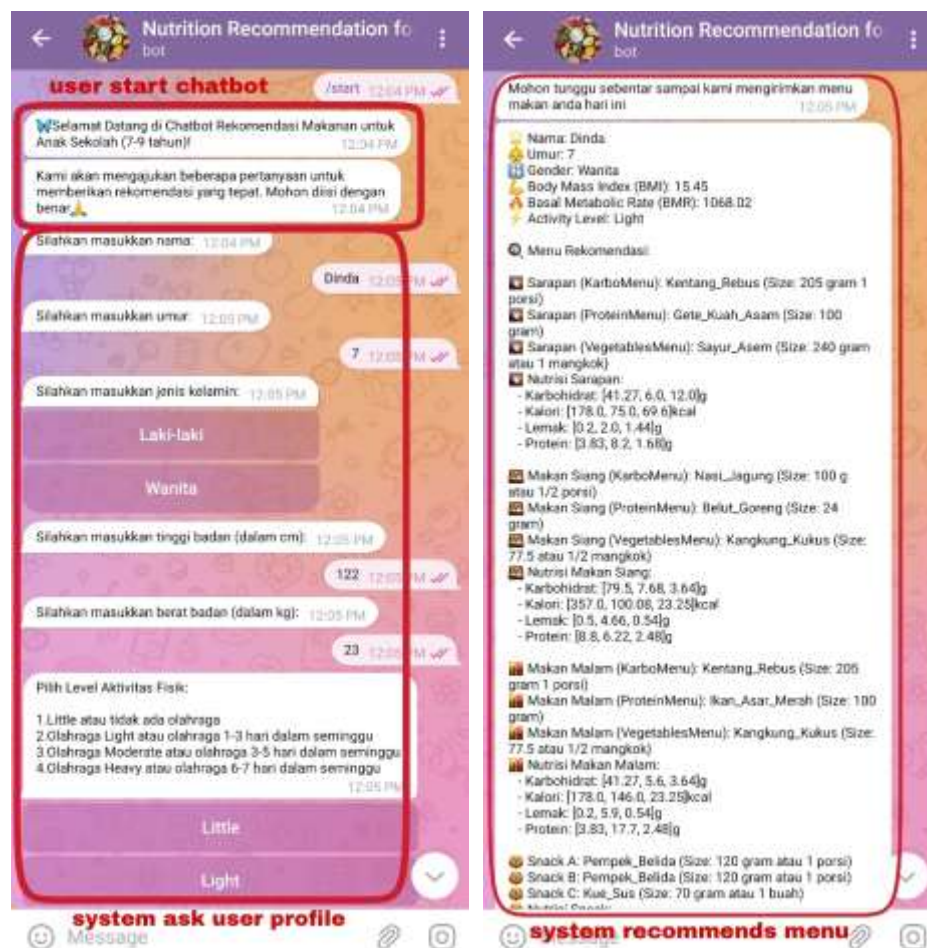 Nutrition Recommendation fo
bot
user start chatbot
/start 12:04 PM
Selamat Datang di Chatbot Rekomendasi Makanan untuk
Anak Sekolah (7-9 tahun)!
12:04 PM
Kami akan mengajukan beberapa pertanyaan untuk
memberikan rekomendasi yang tepat. Mohon diisi dengan
benar
12:04 PM
Silahkan masukkan nama: 12:04 PM
Dinda 12:05 PM
Silahkan masukkan umur: 12:05 PM
7 12:05 PM
Silahkan masukkan jenis kelamin: 12:05 PM
Laki-laki
Wanita
Silahkan masukkan tinggi badan (dalam cm): 12:05 PM
122 12:05 PM
Silahkan masukkan berat badan (dalam kg): 12:05 PM
23 12:05 PM
Pilih Level Aktivitas Fisik:
1.Little atau tidak ada olahraga
2.Olahraga Light atau olahraga 1-3 hari dalam seminggu
3.Olahraga Moderate atau olahraga 3-5 hari dalam seminggu
4.Olahraga Heavy atau olahraga 6-7 hari dalam seminggu
12:05 PM
Little
Light
system ask user profile
Message
Nutrition Recommendation fo
bot
Mohon tunggu sebentar sampai kami mengirimkan menu
makan anda hari ini
12:05 PM
Nama: Dinda
Umur: 7
Gender: Wanita
Body Mass Index (BMI): 15.45
Basal Metabolic Rate (BMR): 1068.02
Activity Level: Light
Menu Rekomendasi:
Sarapan (KarboMenu): Kentang_Rebus (Size: 205 gram 1
porsi)
Sarapan (ProteinMenu): Gete_Kuah_Asam (Size: 100
gram)
Sarapan (VegetablesMenu): Sayur_Asem (Size: 240 gram
atau 1 mangkok)
Nutrisi Sarapan:
- Karbohidrat: [41.27, 6.0, 12.0]g
- Kalori: [178.0, 75.0, 69.6]kcal
- Lemak: [0.2, 2.0, 1.44]g
- Protein: [3.83, 8.2, 1.68]g
Makan Siang (KarboMenu): Nasi_Jagung (Size: 100 g
atau 1/2 porsi)
Makan Siang (ProteinMenu): Belut_Goreng (Size: 24
gram)
Makan Siang (VegetablesMenu): Kangkung_Kukus (Size:
77.5 atau 1/2 mangkok)
Nutrisi Makan Siang:
- Karbohidrat: [79.5, 7.68, 3.64]g
- Kalori: [357.0, 100.08, 23.25]kcal
- Lemak: [0.5, 4.66, 0.54]g
- Protein: [8.8, 6.22, 2.48]g
Makan Malam (KarboMenu): Kentang_Rebus (Size: 205
gram 1 porsi)
Makan Malam (ProteinMenu): Ikan_Asar_Merah (Size: 100
gram)
Makan Malam (VegetablesMenu): Kangkung_Kukus (Size:
77.5 atau 1/2 mangkok)
Nutrisi Makan Malam:
- Karbohidrat: [41.27, 5.6, 3.64]g
- Kalori: [178.0, 146.0, 23.25]kcal
- Lemak: [0.2, 5.9, 0.54]g
- Protein: [3.83, 17.7, 2.48]g
Snack A: Pempek_Belida (Size: 120 gram atau 1 porsi)
Snack B: Pempek_Belida (Size: 120 gram atau 1 porsi)
Snack C: Kue_Sus (Size: 70 gram atau 1 buah)
system recommends menu